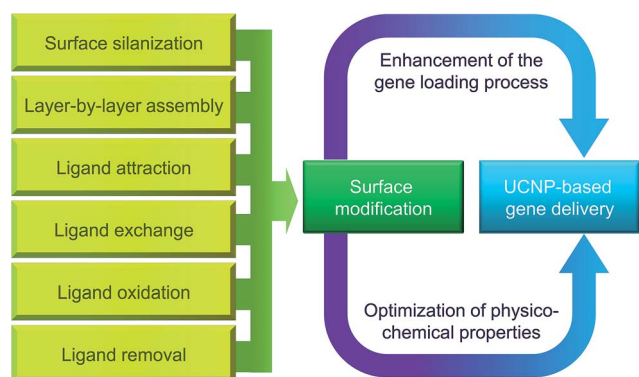 Surface silanization
Layer-by-layer assembly
Ligand attraction
Ligand exchange
Ligand oxidation
Ligand removal
Enhancement of the
gene loading process
Surface
modification
UCNP-based
gene delivery
Optimization of physico-
chemical properties